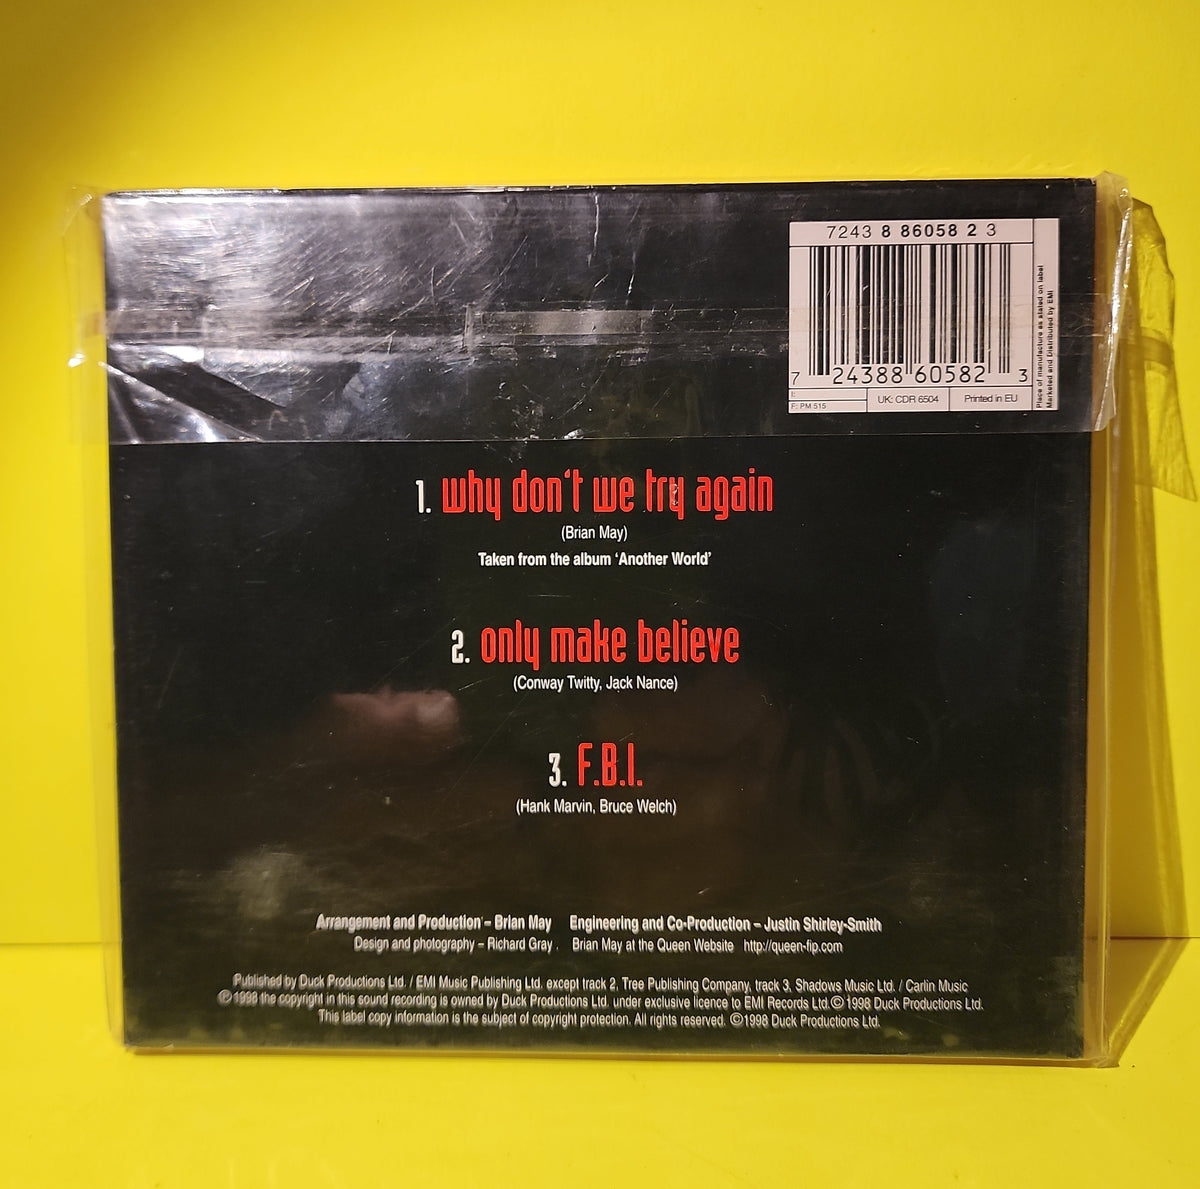 7243 8 86058 2 3
7 24388 60582 3
I:
F: PM 515
UK: CDR 6504
Printed in EU
Place of manufacture as stated on label
Marketed and Distributed by EMI
1. why don't we try again
(Brian May)
Taken from the album ‘Another World’
2. only make believe
(Conway Twitty, Jack Nance)
3. F.B.I.
(Hank Marvin, Bruce Welch)
Arrangement and Production – Brian May Engineering and Co-Production – Justin Shirley-Smith
Design and photography – Richard Gray. Brian May at the Queen Website http://queen-fip.com
Published by Duck Productions Ltd. / EMI Music Publishing Ltd. except track 2, Tree Publishing Company, track 3, Shadows Music Ltd. / Carlin Music
℗1998 the copyright in this sound recording is owned by Duck Productions Ltd. under exclusive licence to EMI Records Ltd. ©1998 Duck Productions Ltd.
This label copy information is the subject of copyright protection. All rights reserved. ©1998 Duck Productions Ltd.